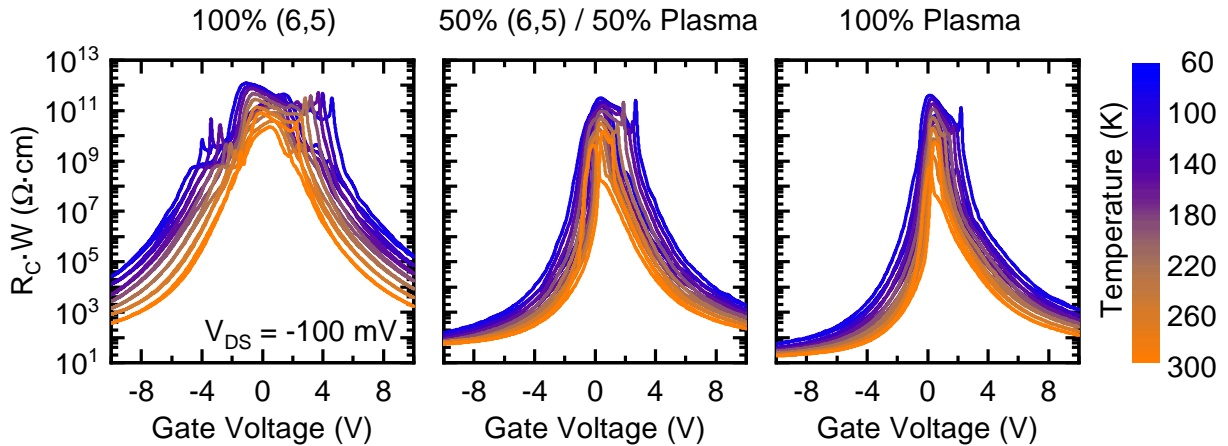 100% (6,5)
50% (6,5) / 50% Plasma
100% Plasma
R_C·W (Ω·cm)
10^13
10^11
10^9
10^7
10^5
10^3
10^1
V_DS = -100 mV
-8 -4 0 4 8
-8 -4 0 4 8
-8 -4 0 4 8
Gate Voltage (V)
Gate Voltage (V)
Gate Voltage (V)
Temperature (K)
60
100
140
180
220
260
300